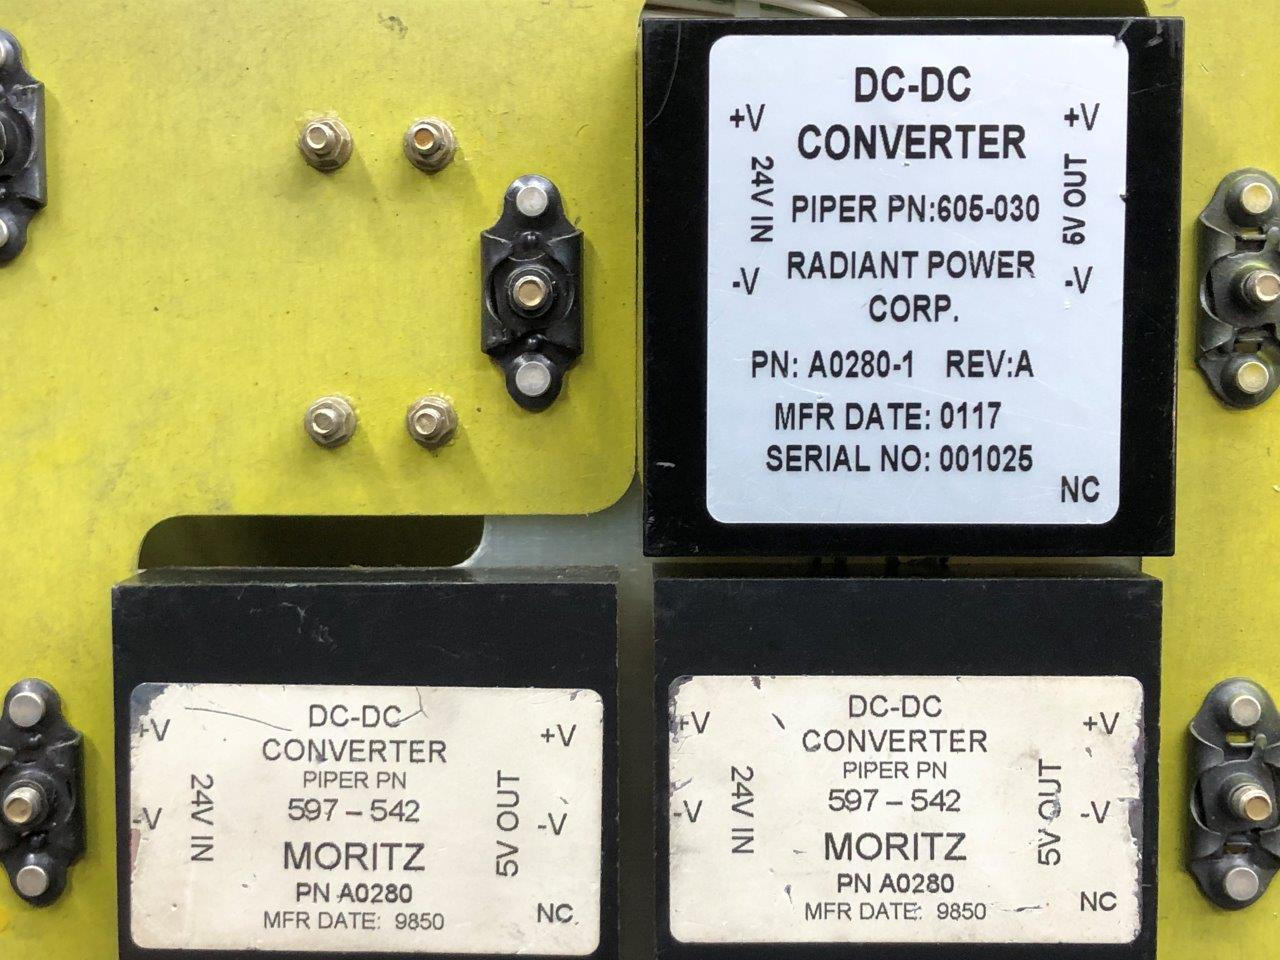 DC-DC
CONVERTER
+V
+V
24V IN
6V OUT
PIPER PN:605-030
RADIANT POWER
CORP.
-V
-V
PN: A0280-1 REV:A
MFR DATE: 0117
SERIAL NO: 001025
NC
DC-DC
CONVERTER
+V
+V
PIPER PN
597-542
24V IN
5V OUT
-V
-V
MORITZ
PN A0280
MFR DATE: 9850
NC
DC-DC
CONVERTER
+V
+V
PIPER PN
597-542
24V IN
5V OUT
-V
-V
MORITZ
PN A0280
MFR DATE: 9850
NC